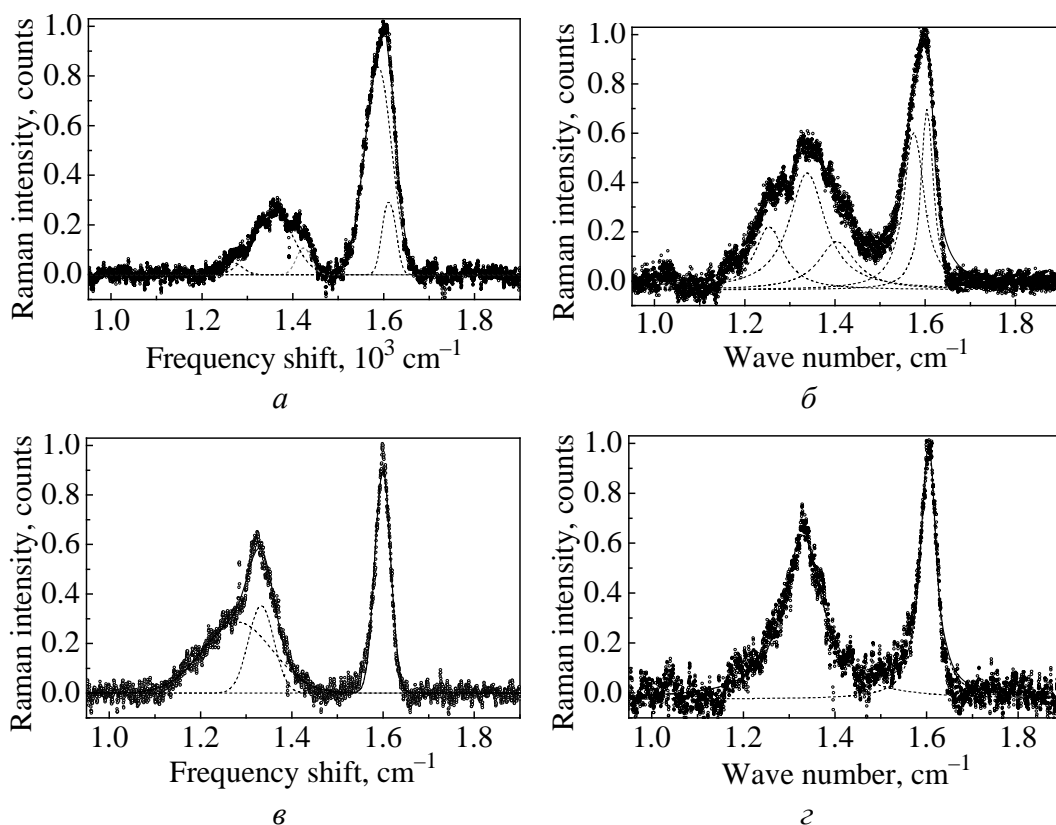 Raman intensity, counts
1.0
0.8
0.6
0.4
0.2
0.0
1.0 1.2 1.4 1.6 1.8
Frequency shift, 10³ cm⁻¹
а
Raman intensity, counts
1.0
0.8
0.6
0.4
0.2
0.0
1.0 1.2 1.4 1.6 1.8
Wave number, cm⁻¹
б
Raman intensity, counts
1.0
0.8
0.6
0.4
0.2
0.0
1.0 1.2 1.4 1.6 1.8
Frequency shift, cm⁻¹
в
Raman intensity, counts
1.0
0.8
0.6
0.4
0.2
0.0
1.0 1.2 1.4 1.6 1.8
Wave number, cm⁻¹
г